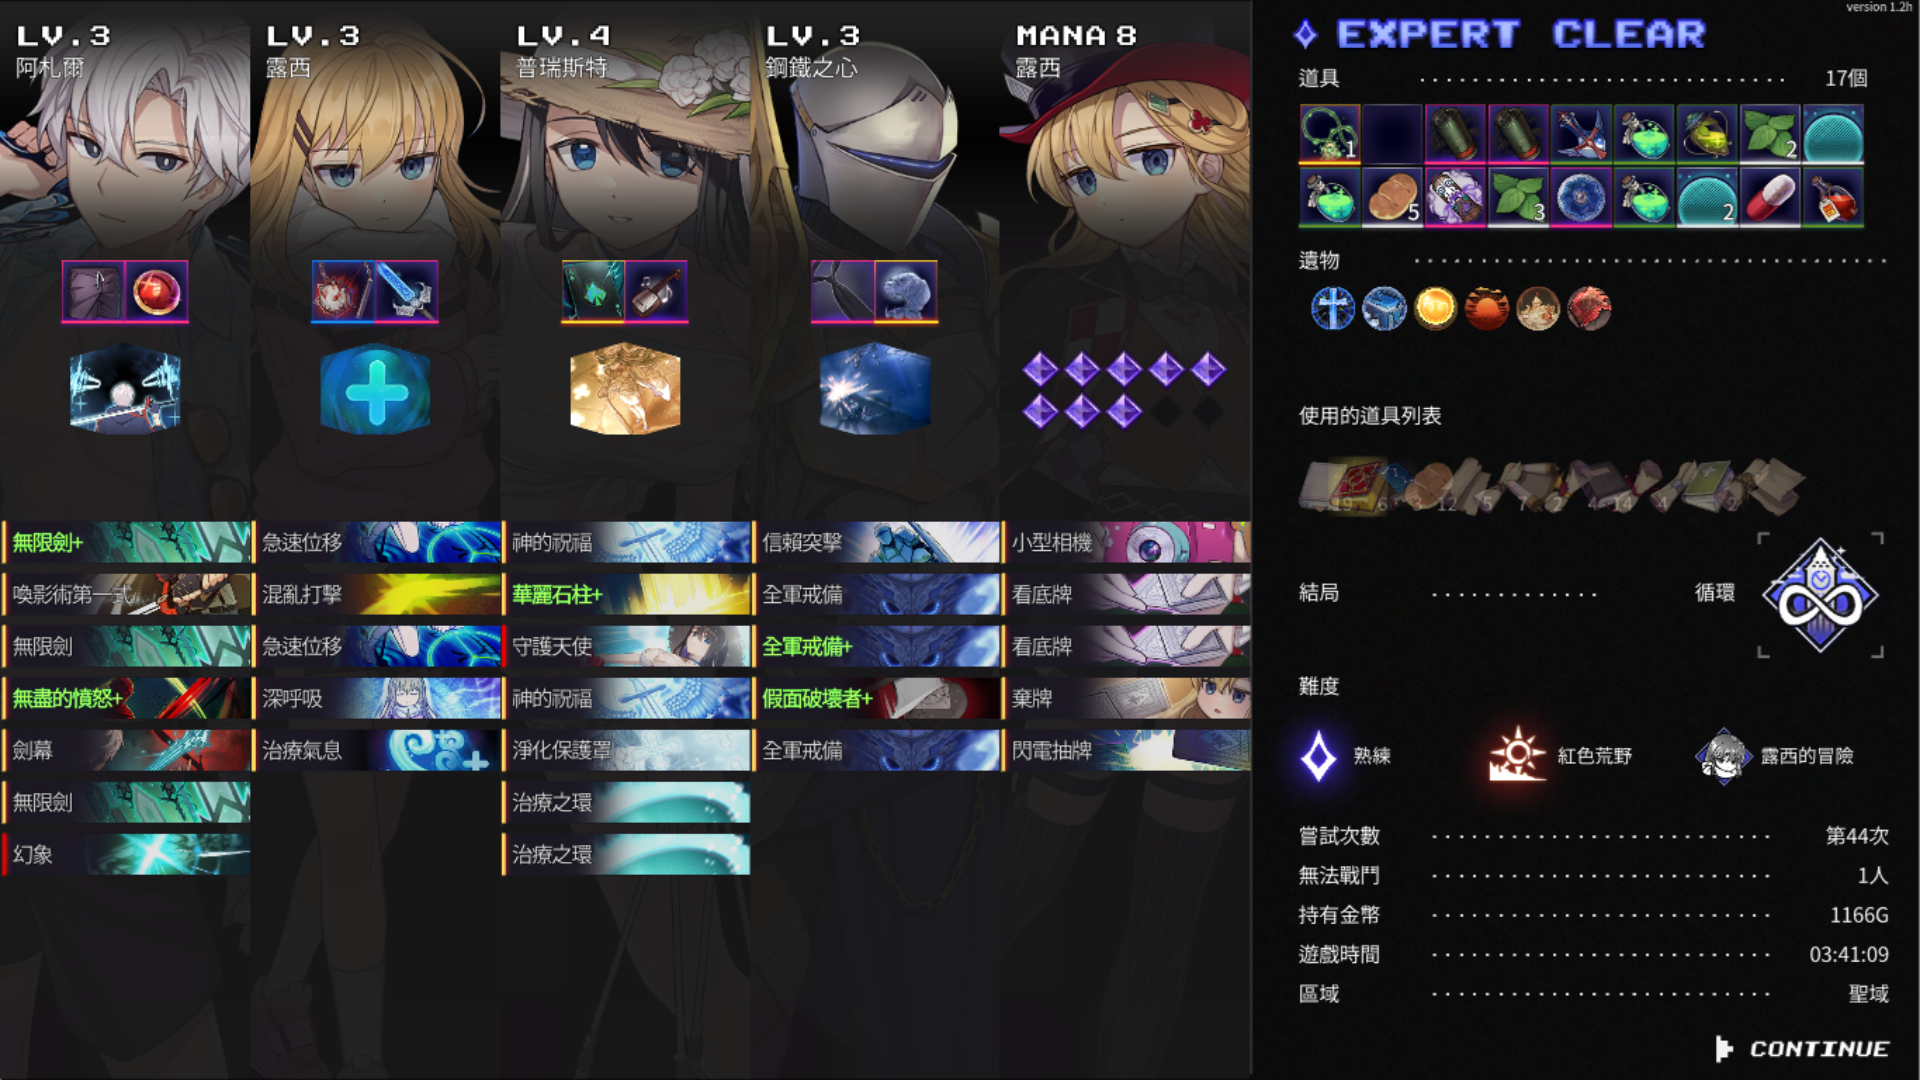 version 1.2h
LV.3
阿札爾
LV.3
露西
LV.4
普瑞斯特
LV.3
鋼鐵之心
MANA 8
露西
無限劍+
喚影術第一式
無限劍
無盡的憤怒+
劍幕
無限劍
幻象
急速位移
混亂打擊
急速位移
深呼吸
治療氣息
神的祝福
華麗石柱+
守護天使
神的祝福
淨化保護罩
治療之環
治療之環
信賴突擊
全軍戒備
全軍戒備+
假面破壞者+
全軍戒備
小型相機
看底牌
看底牌
棄牌
閃電抽牌
EXPERT CLEAR
道具 17個
1
2
5
3
2
遺物
使用的道具列表
結局 循環
難度
熟練 紅色荒野 露西的冒險
嘗試次數 第44次
無法戰鬥 1人
持有金幣 1166G
遊戲時間 03:41:09
區域 聖域
CONTINUE